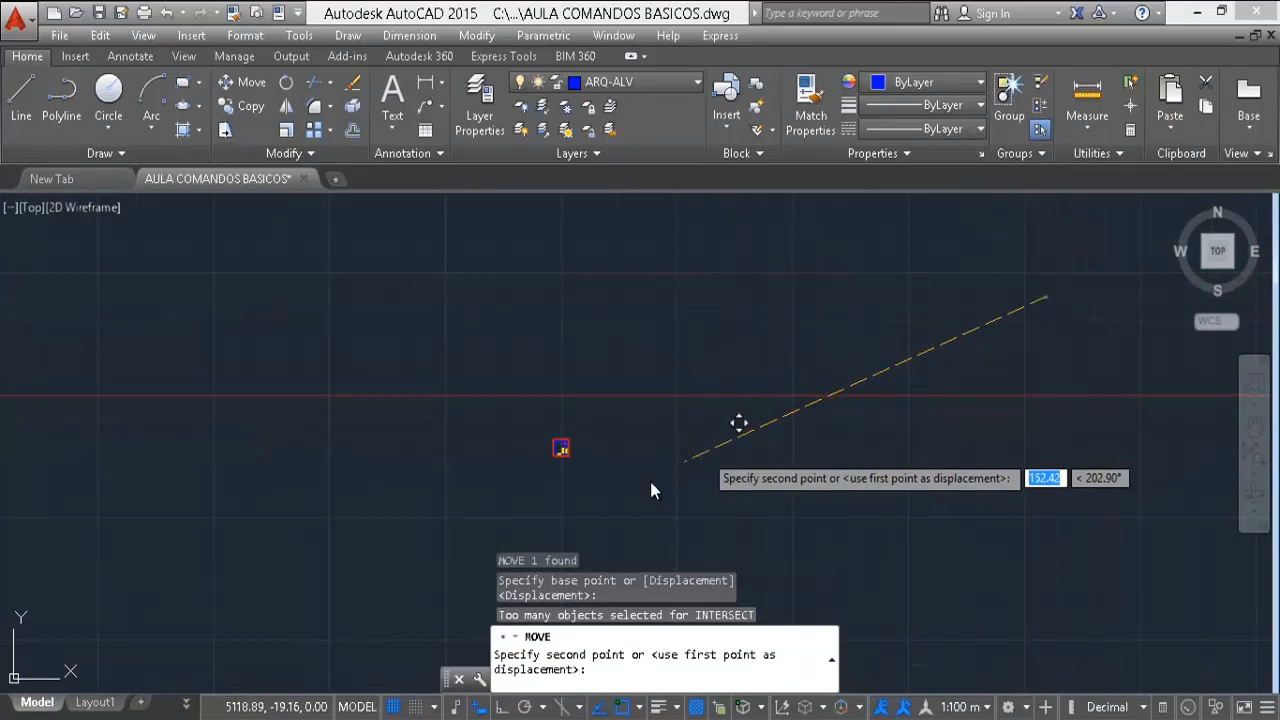 Autodesk AutoCAD 2015 C:\...\AULA COMANDOS BASICOS.dwg
Type a keyword or phrase
Sign In
File Edit View Insert Format Tools Draw Dimension Modify Parametric Window Help Express
Home Insert Annotate View Manage Output Add-ins Autodesk 360 Express Tools BIM 360
Line
Polyline
Circle
Arc
Draw
Move
Copy
Modify
Text
Annotation
Layer
Properties
ARQ-ALV
Layers
Insert
Block
Match
Properties
ByLayer
ByLayer
ByLayer
Properties
Group
Groups
Measure
Utilities
Paste
Clipboard
Base
View
New Tab
AULA COMANDOS BASICOS*
[−][Top][2D Wireframe]
N
W TOP E
S
WCS
Specify second point or <use first point as displacement>: 152.42 < 202.90°
MOVE 1 found
Specify base point or [Displacement]
<Displacement>:
Too many objects selected for INTERSECT
MOVE
Specify second point or <use first point as
displacement>:
Y
X
Model Layout1
5118.89, -19.16, 0.00 MODEL
1:100 m
Decimal